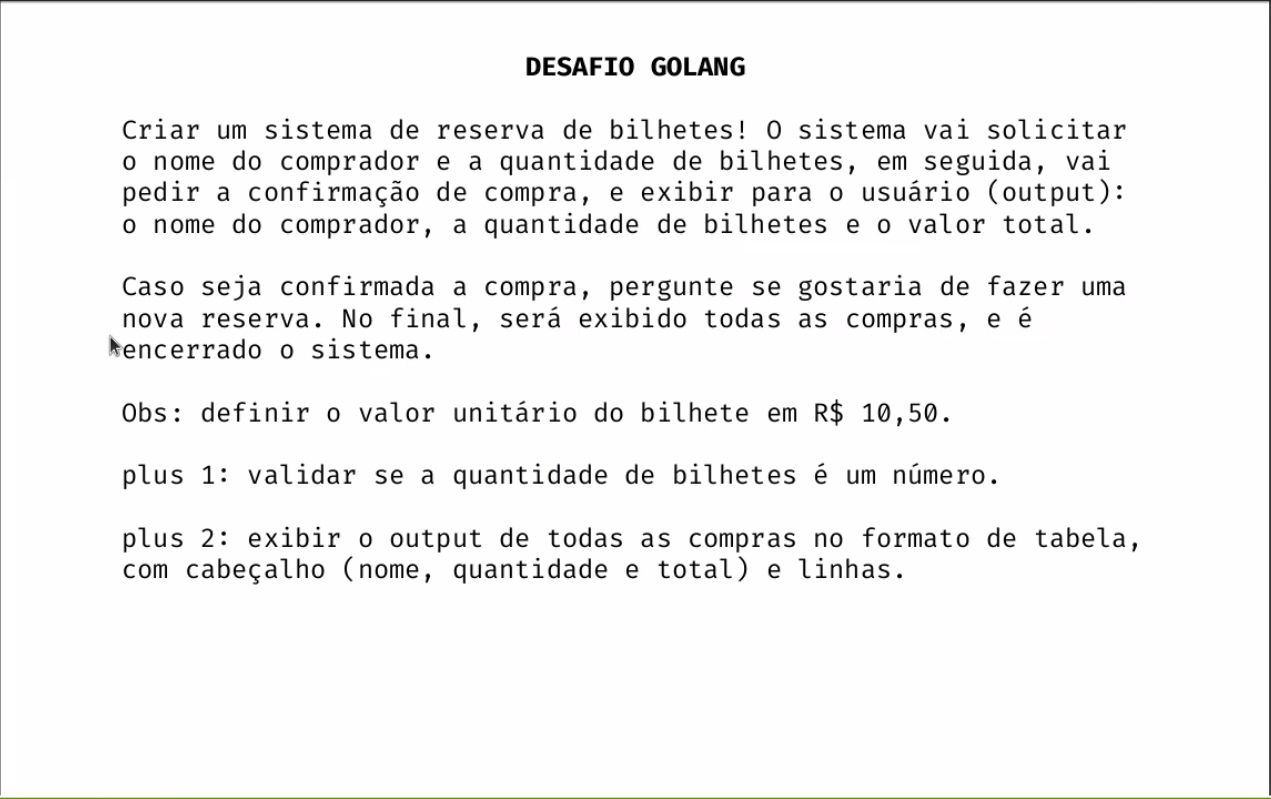 DESAFIO GOLANG
Criar um sistema de reserva de bilhetes! O sistema vai solicitar
o nome do comprador e a quantidade de bilhetes, em seguida, vai
pedir a confirmação de compra, e exibir para o usuário (output):
o nome do comprador, a quantidade de bilhetes e o valor total.
Caso seja confirmada a compra, pergunte se gostaria de fazer uma
nova reserva. No final, será exibido todas as compras, e é
encerrado o sistema.
Obs: definir o valor unitário do bilhete em R$ 10,50.
plus 1: validar se a quantidade de bilhetes é um número.
plus 2: exibir o output de todas as compras no formato de tabela,
com cabeçalho (nome, quantidade e total) e linhas.